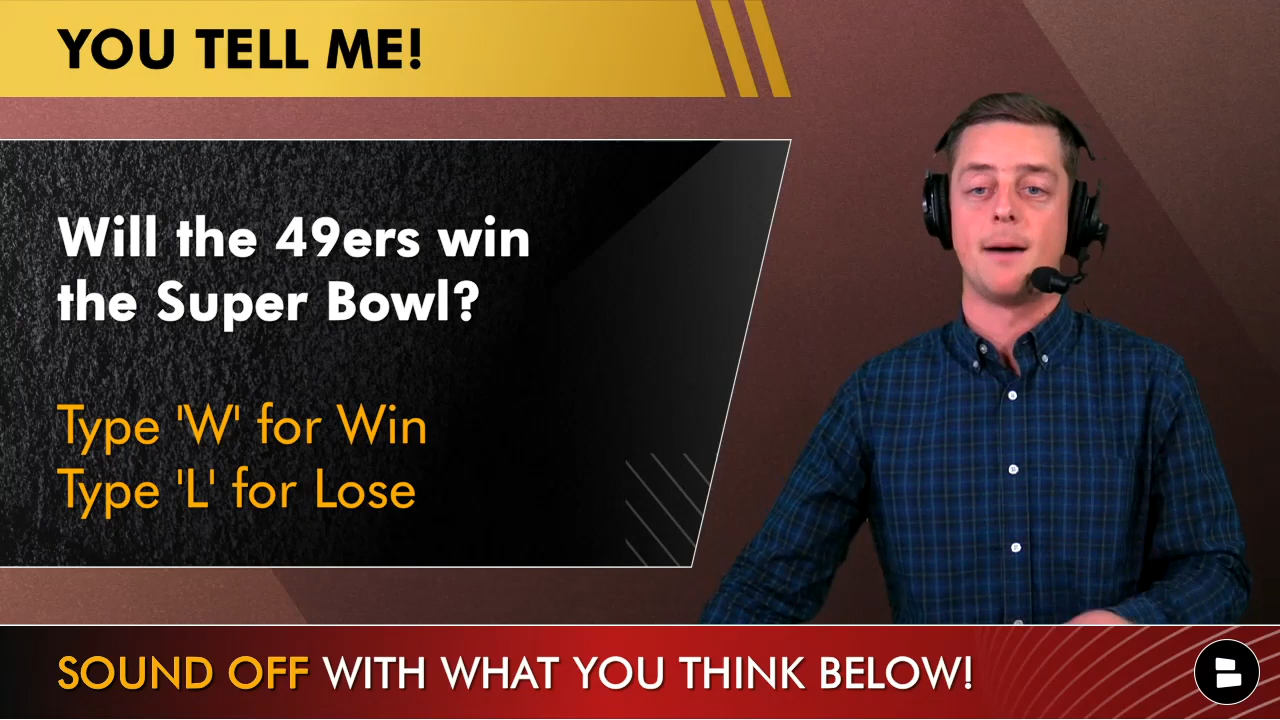 YOU TELL ME!
Will the 49ers win
the Super Bowl?
Type 'W' for Win
Type 'L' for Lose
SOUND OFF WITH WHAT YOU THINK BELOW!